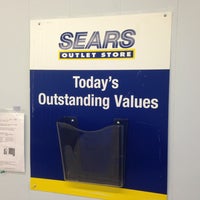 SEARS
OUTLET STORE
Today's
Outstanding Values